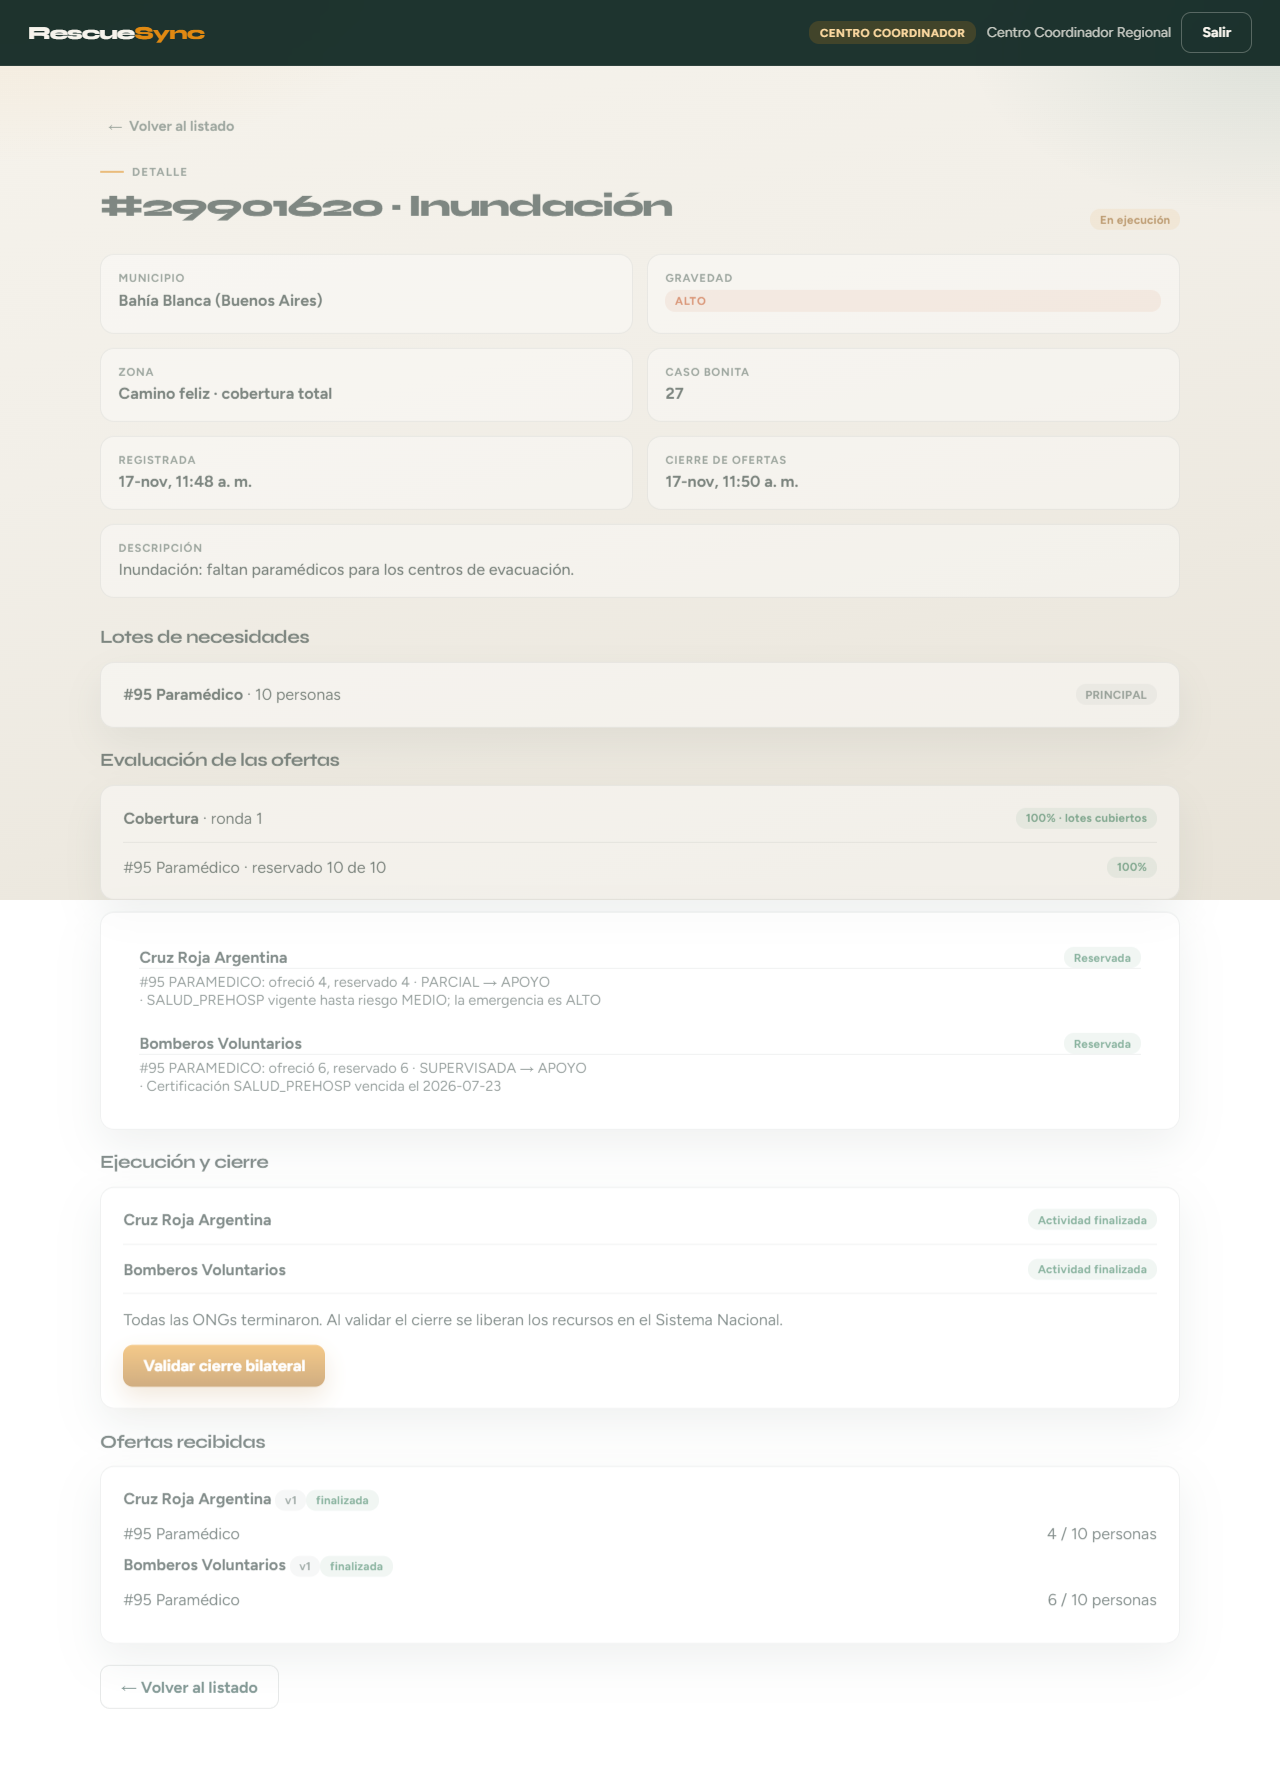 RescueSync
CENTRO COORDINADOR Centro Coordinador Regional Salir
← Volver al listado
DETALLE
#29901620 · Inundación
En ejecución
MUNICIPIO
Bahía Blanca (Buenos Aires)
GRAVEDAD
ALTO
ZONA
Camino feliz · cobertura total
CASO BONITA
27
REGISTRADA
17-nov, 11:48 a. m.
CIERRE DE OFERTAS
17-nov, 11:50 a. m.
DESCRIPCIÓN
Inundación: faltan paramédicos para los centros de evacuación.
Lotes de necesidades
#95 Paramédico · 10 personas PRINCIPAL
Evaluación de las ofertas
Cobertura · ronda 1 100% · lotes cubiertos
#95 Paramédico · reservado 10 de 10 100%
Cruz Roja Argentina Reservada
#95 PARAMEDICO: ofreció 4, reservado 4 · PARCIAL → APOYO
· SALUD_PREHOSP vigente hasta riesgo MEDIO; la emergencia es ALTO
Bomberos Voluntarios Reservada
#95 PARAMEDICO: ofreció 6, reservado 6 · SUPERVISADA → APOYO
· Certificación SALUD_PREHOSP vencida el 2026-07-23
Ejecución y cierre
Cruz Roja Argentina Actividad finalizada
Bomberos Voluntarios Actividad finalizada
Todas las ONGs terminaron. Al validar el cierre se liberan los recursos en el Sistema Nacional.
Validar cierre bilateral
Ofertas recibidas
Cruz Roja Argentina v1 finalizada
#95 Paramédico 4 / 10 personas
Bomberos Voluntarios v1 finalizada
#95 Paramédico 6 / 10 personas
← Volver al listado